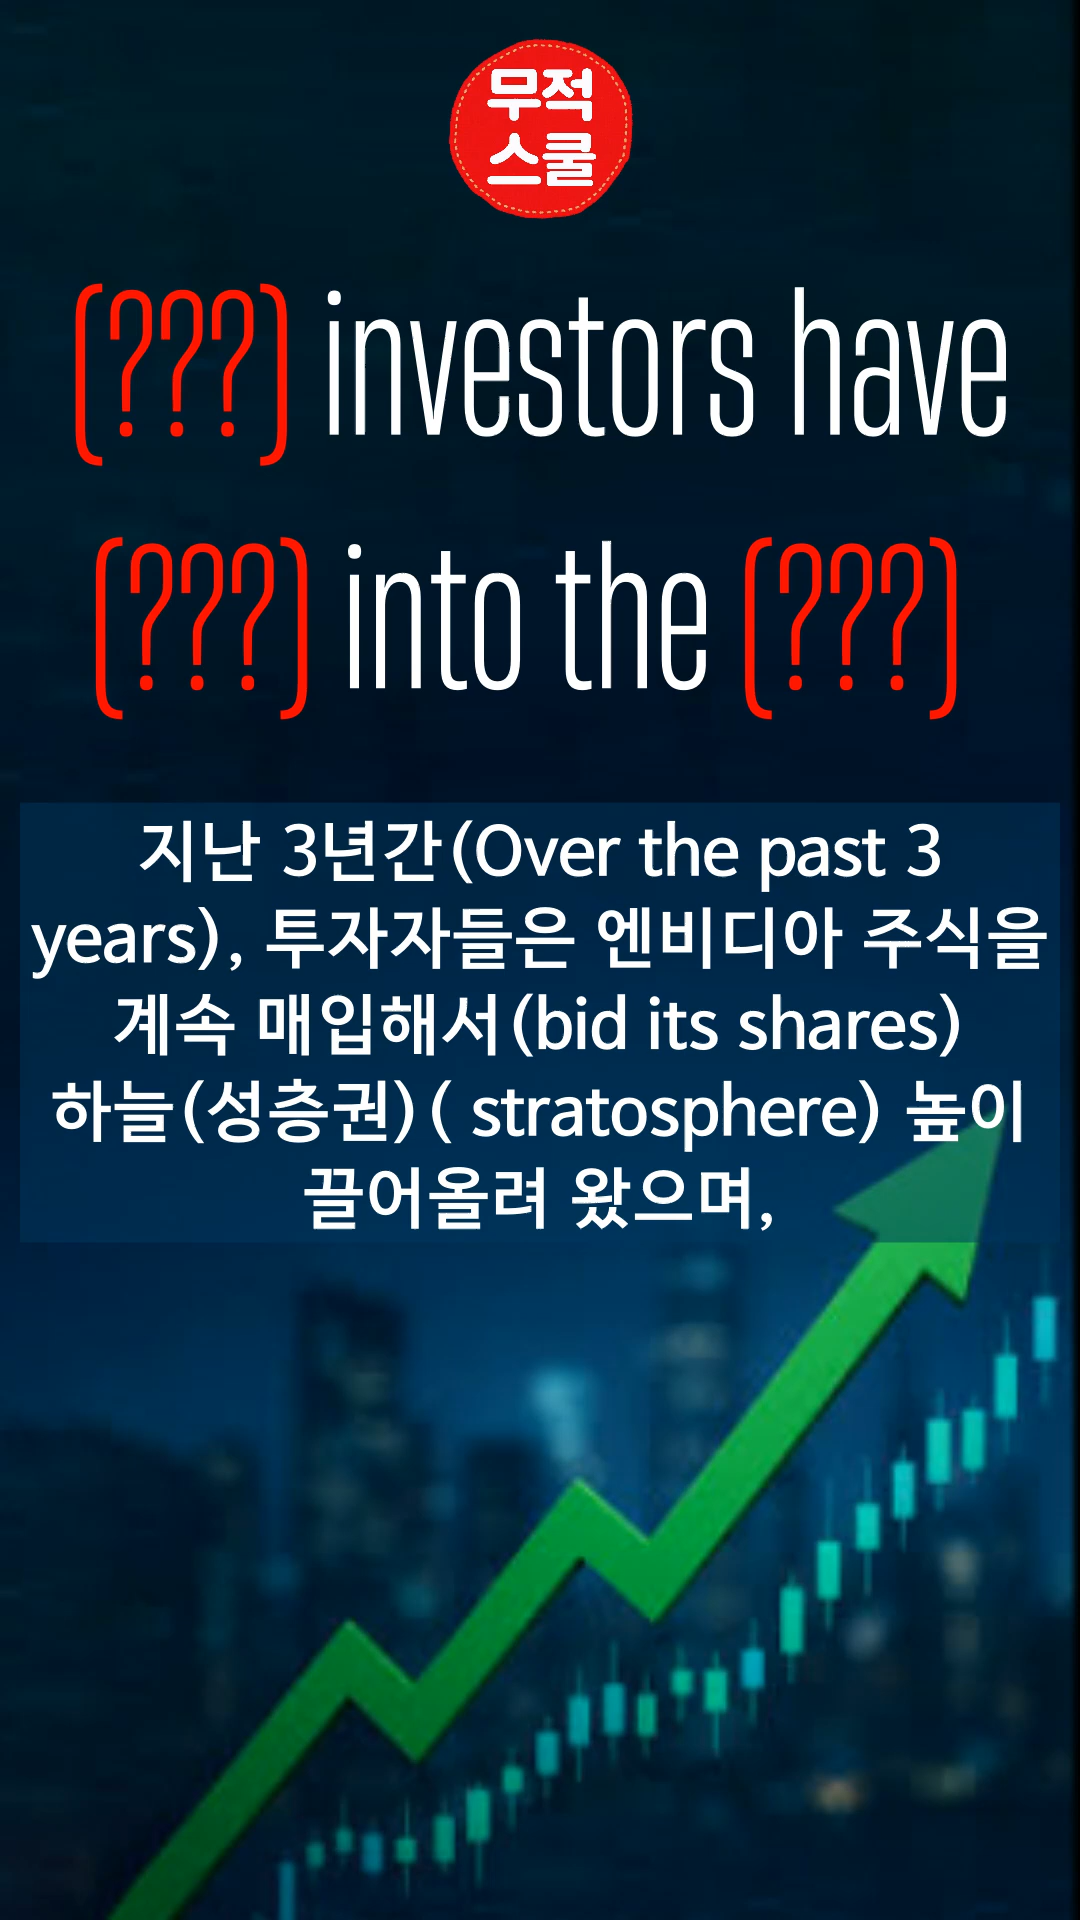 무적
스쿨
(???) investors have
(???) into the (???)
지난 3년간(Over the past 3
years), 투자자들은 엔비디아 주식을
계속 매입해서(bid its shares)
하늘(성층권)( stratosphere) 높이
끌어올려 왔으며,